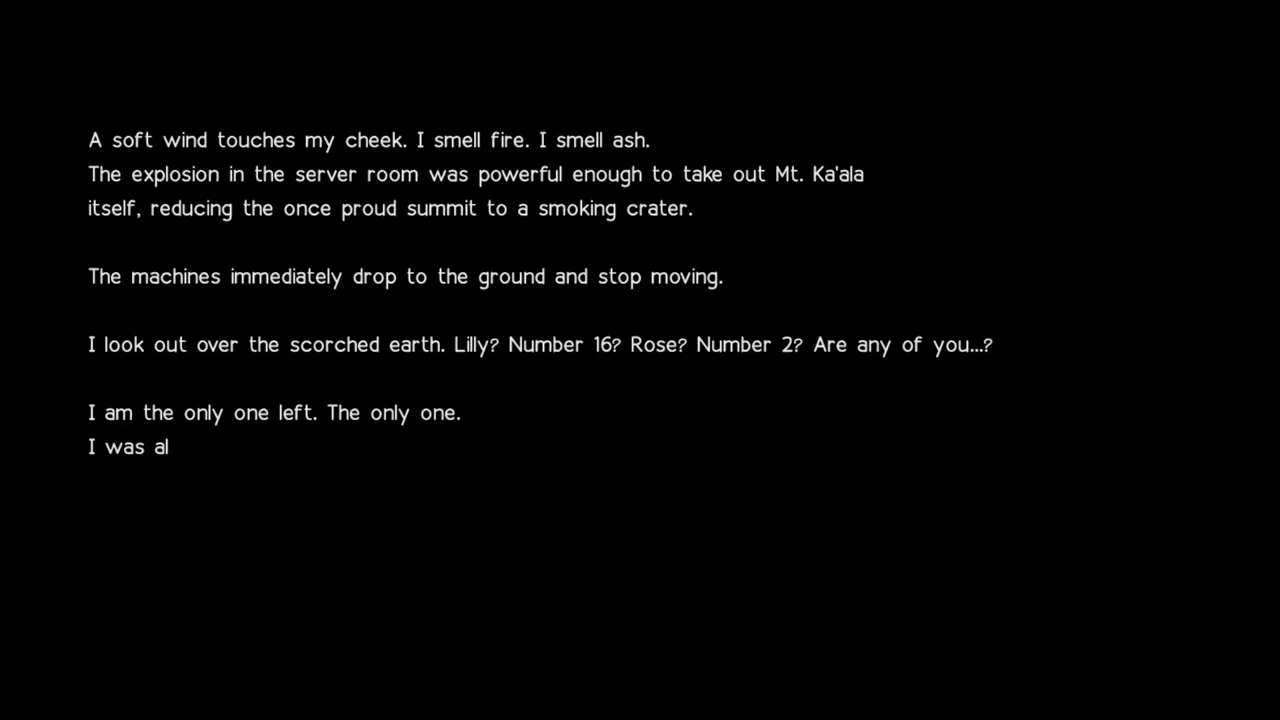 A soft wind touches my cheek. I smell fire. I smell ash.
The explosion in the server room was powerful enough to take out Mt. Ka'ala
itself, reducing the once proud summit to a smoking crater.
The machines immediately drop to the ground and stop moving.
I look out over the scorched earth. Lilly? Number 16? Rose? Number 2? Are any of you...?
I am the only one left. The only one.
I was al